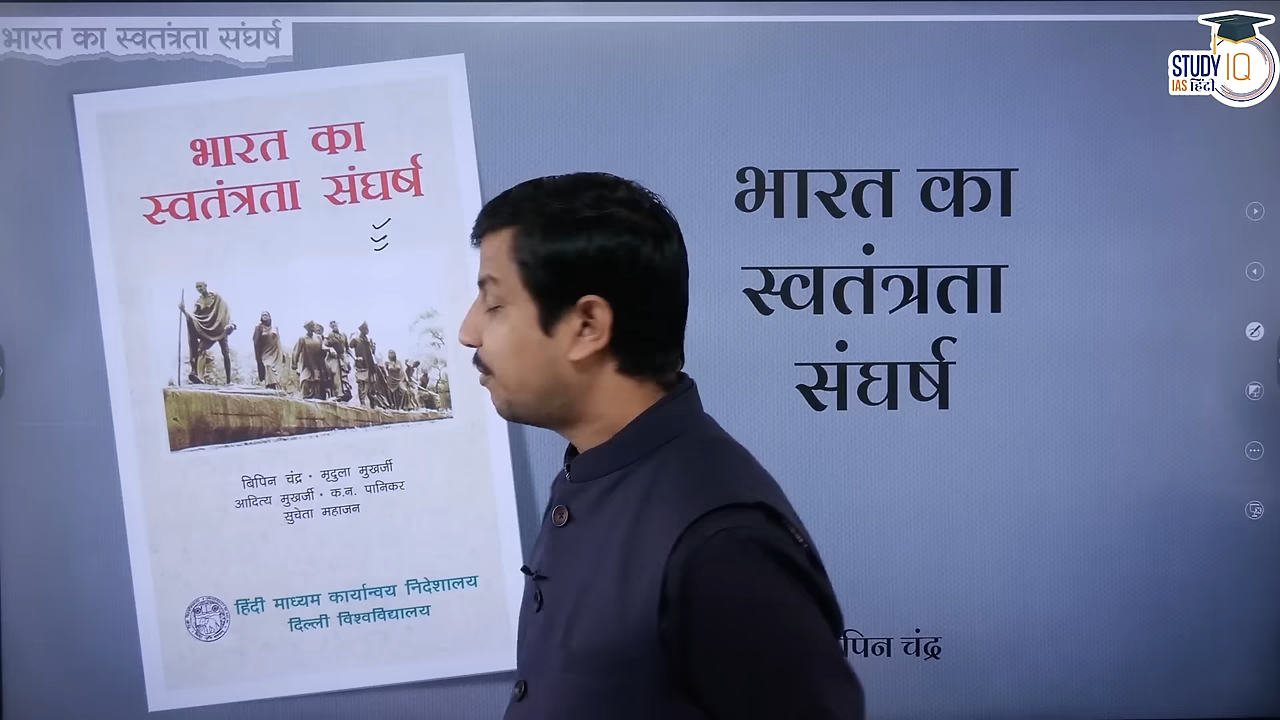 भारत का स्वतंत्रता संघर्ष
STUDY IQ
IAS हिंदी
भारत का
स्वतंत्रता संघर्ष
बिपिन चंद्र • मृदुला मुखर्जी
आदित्य मुखर्जी • क.न. पानिकर
सुचेता महाजन
हिंदी माध्यम कार्यान्वय निदेशालय
दिल्ली विश्वविद्यालय
भारत का
स्वतंत्रता
संघर्ष
चंद्र